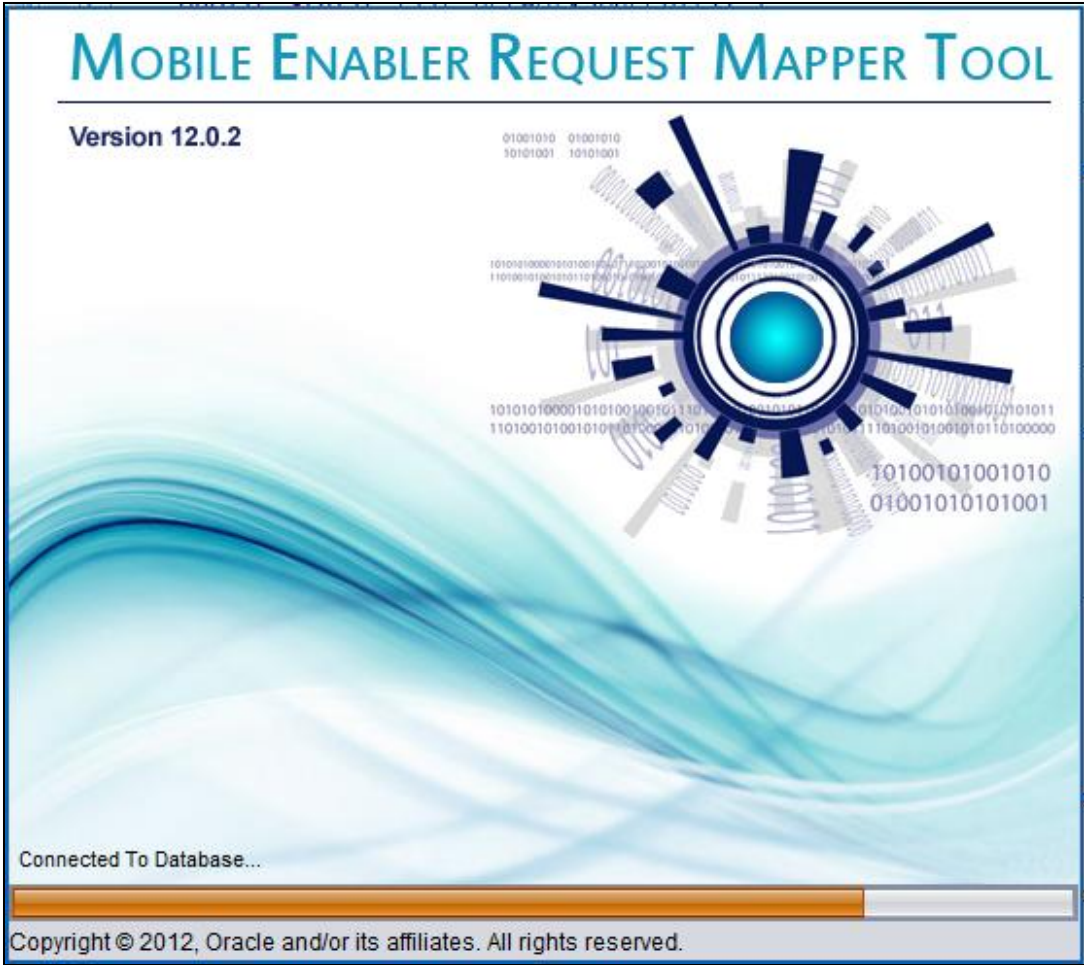 MOBILE ENABLER REQUEST MAPPER TOOL
Version 12.0.2
01001010 01001010
10101001 10101001
10100101001010
01001010101001
Connected To Database...
Copyright © 2012, Oracle and/or its affiliates. All rights reserved.